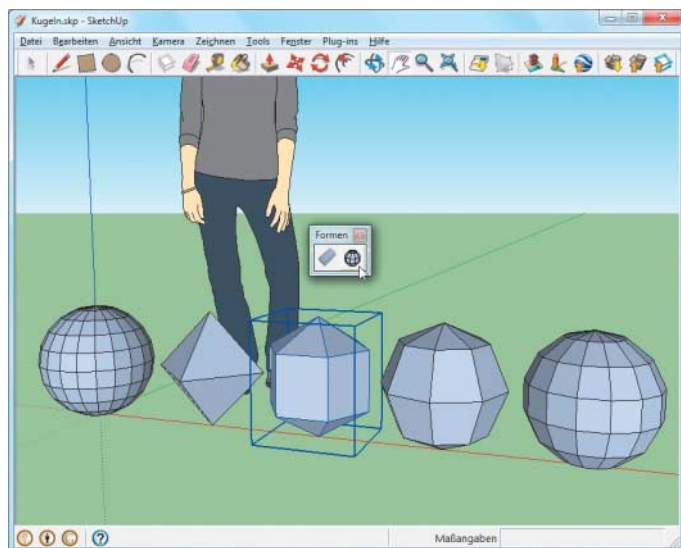 Kugeln.skp - SketchUp
Datei Bearbeiten Ansicht Kamera Zeichnen Tools Fenster Plug-ins Hilfe
Formen
Maßangaben